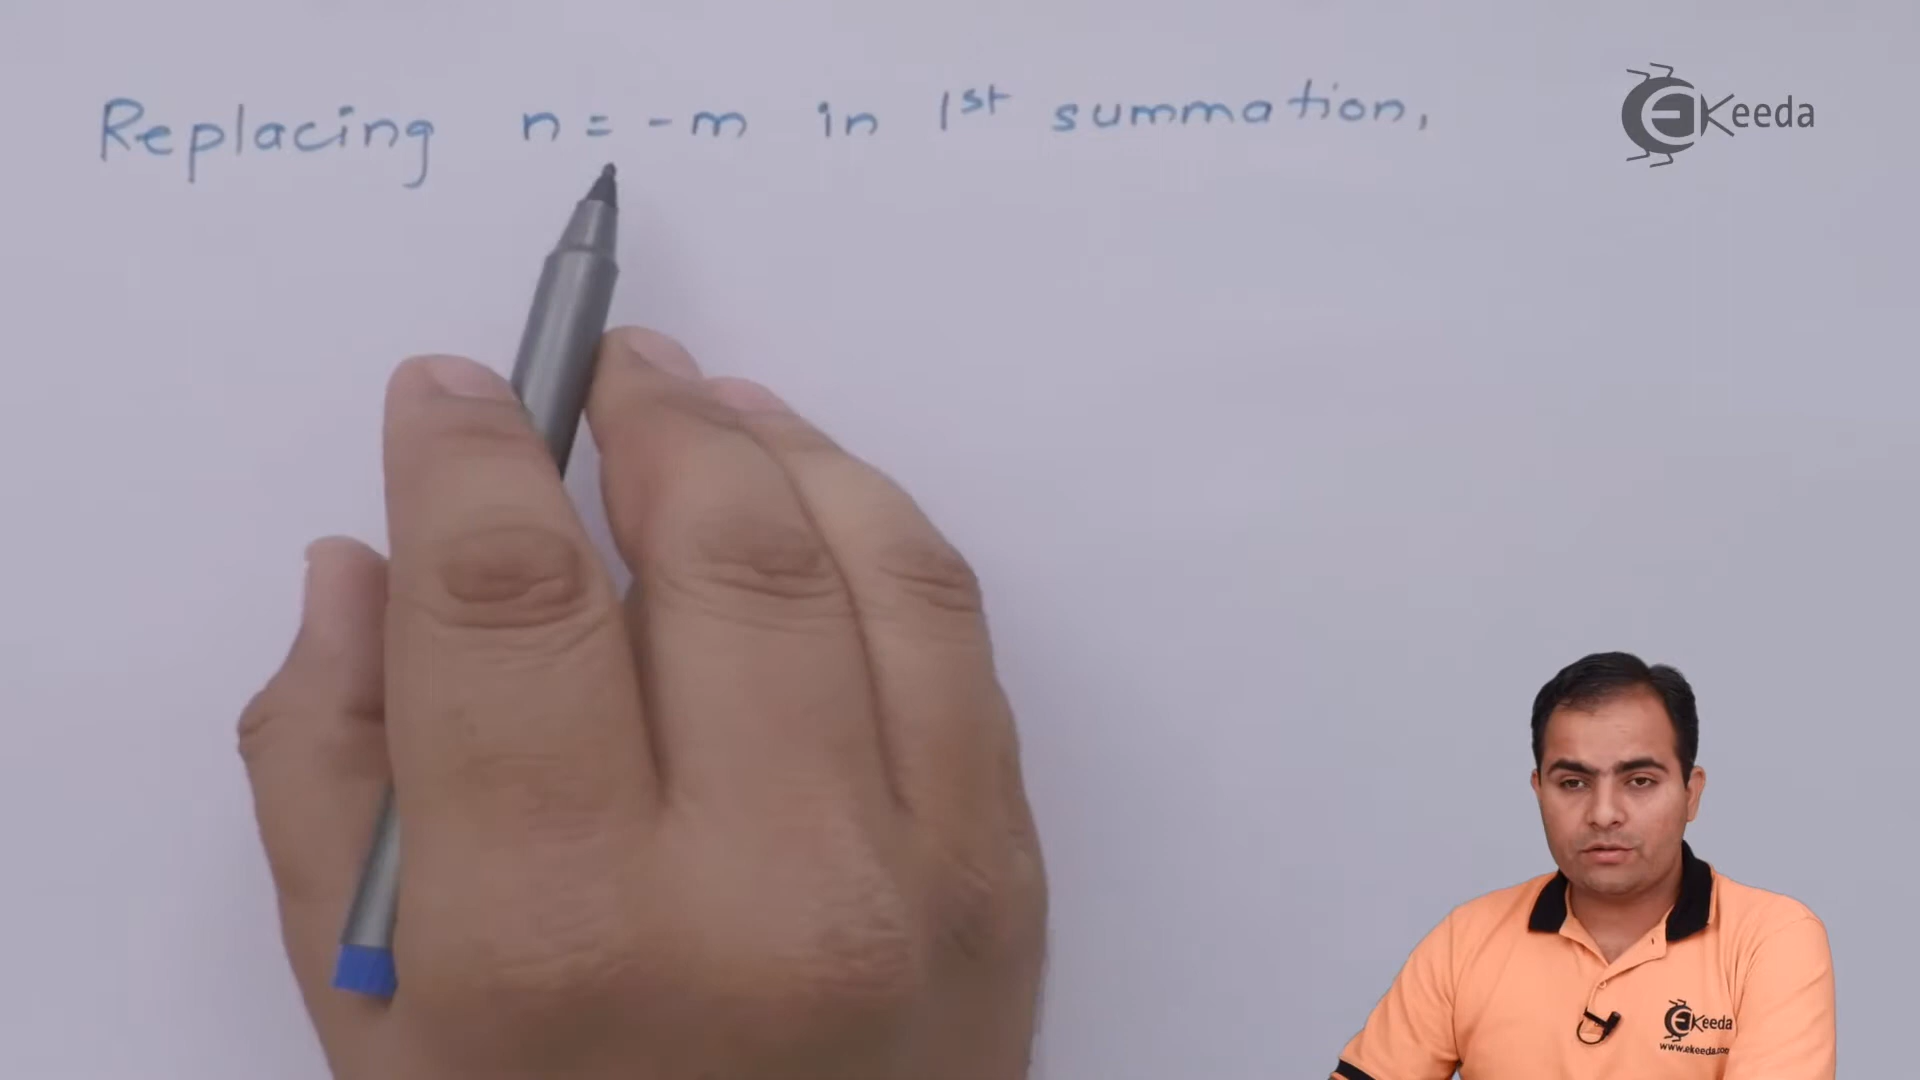 Replacing n = -m in 1st summation,
EKeeda
EKeeda
www.ekeeda.com